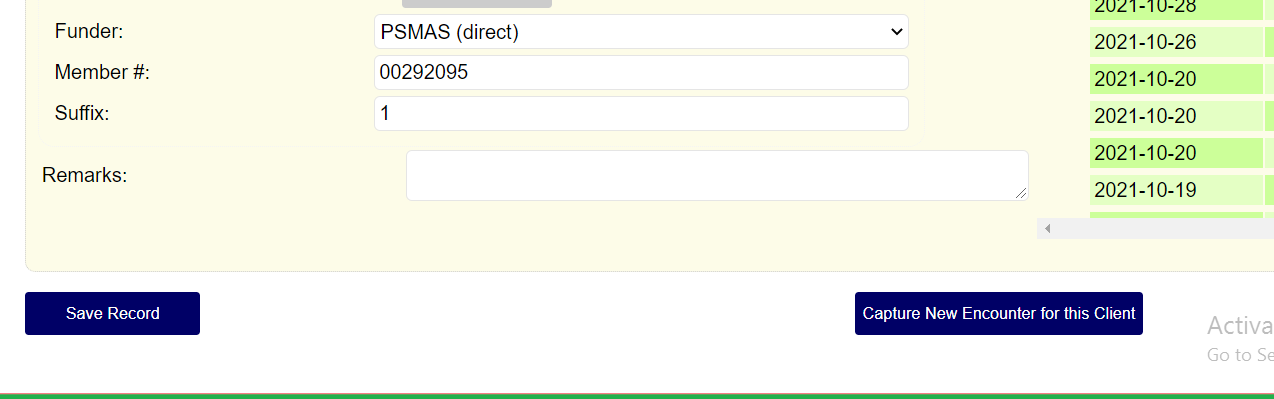 Funder:
PSMAS (direct)
Member #:
00292095
Suffix:
1
Remarks:
2021-10-28
2021-10-26
2021-10-20
2021-10-20
2021-10-20
2021-10-19
Save Record
Capture New Encounter for this Client
Activa
Go to Se